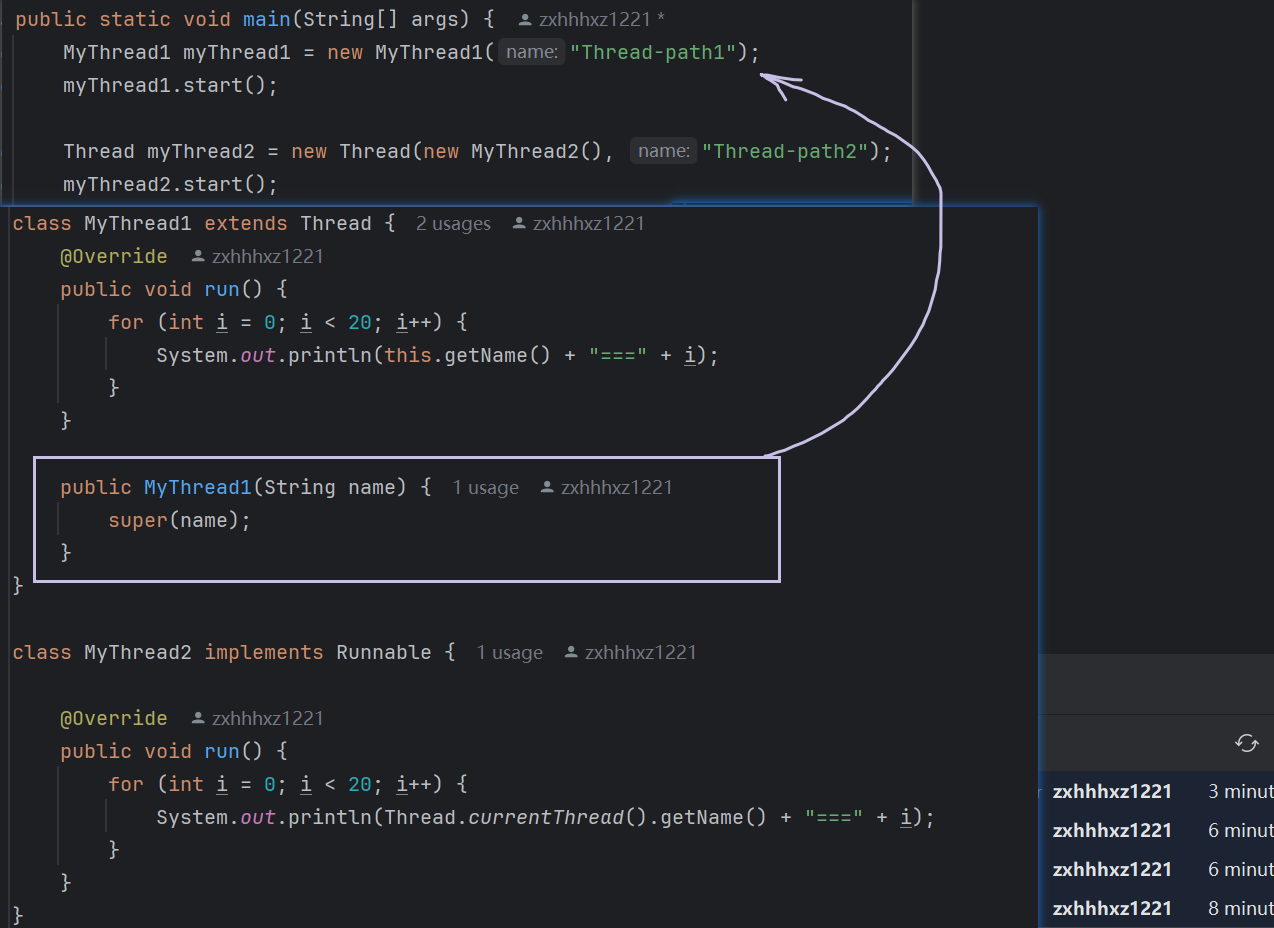 public static void main(String[] args) { zxhhhxz1221 *
MyThread1 myThread1 = new MyThread1( name: "Thread-path1");
myThread1.start();
Thread myThread2 = new Thread(new MyThread2(), name: "Thread-path2");
myThread2.start();
class MyThread1 extends Thread { 2 usages zxhhhxz1221
@Override zxhhhxz1221
public void run() {
for (int i = 0; i < 20; i++) {
System.out.println(this.getName() + "===" + i);
}
}
public MyThread1(String name) { 1 usage zxhhhxz1221
super(name);
}
}
class MyThread2 implements Runnable { 1 usage zxhhhxz1221
@Override zxhhhxz1221
public void run() {
for (int i = 0; i < 20; i++) {
System.out.println(Thread.currentThread().getName() + "===" + i);
}
}
}
zxhhhxz1221 3 minut
zxhhhxz1221 6 minut
zxhhhxz1221 6 minut
zxhhhxz1221 8 minut